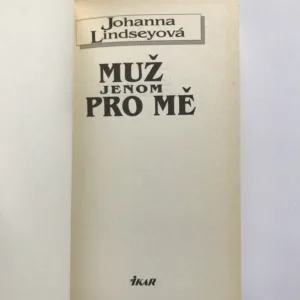 Johanna
Lindseyová
MUŽ
JENOM
PRO MĚ
IKAR